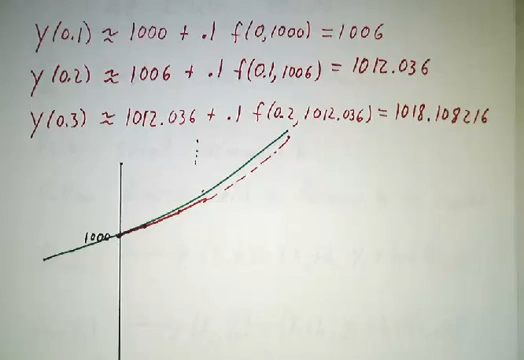 y(0.1) ≈ 1000 + .1 f(0,1000) = 1006
y(0.2) ≈ 1006 + .1 f(0.1,1006) = 1012.036
y(0.3) ≈ 1012.036 + .1 f(0.2,1012.036) = 1018.108216
⋮
1000